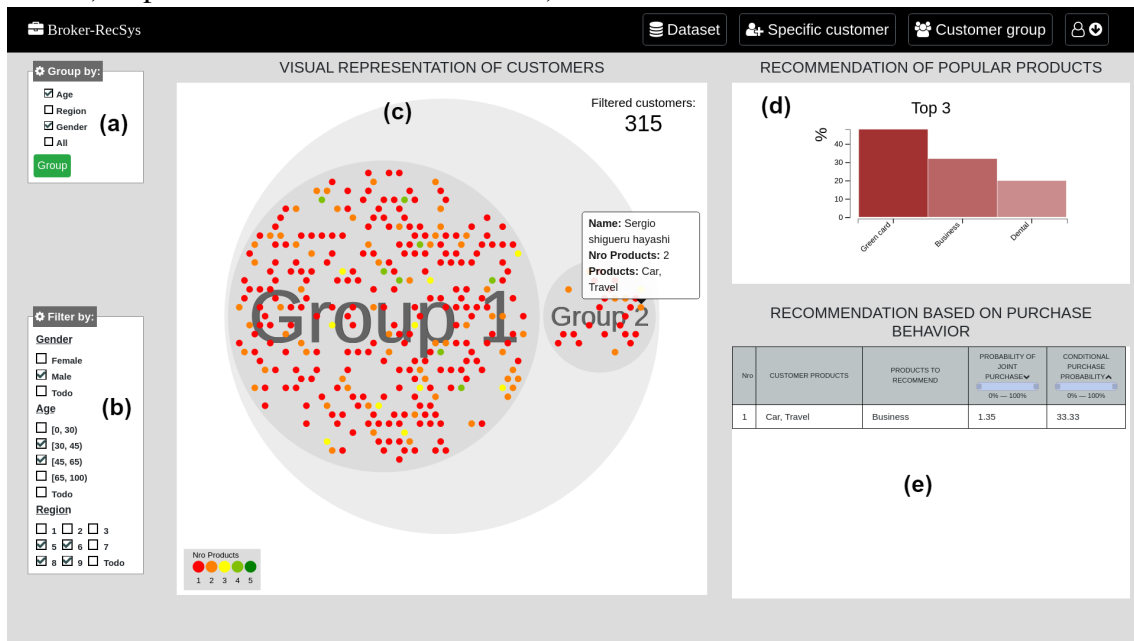 Broker-RecSys
Dataset
Specific customer
Customer group
Group by:
Age
Region
Gender
All
Group
(a)
Filter by:
Gender
Female
Male
Todo
Age
[0, 30)
[30, 45)
[45, 65)
[65, 100)
Todo
Region
1 2 3
5 6 7
8 9 Todo
(b)
VISUAL REPRESENTATION OF CUSTOMERS
(c)
Filtered customers:
315
Group 1
Group 2
Name: Sergio
shigueru hayashi
Nro Products: 2
Products: Car,
Travel
Nro Products
1 2 3 4 5
RECOMMENDATION OF POPULAR PRODUCTS
(d)
Top 3
%
40
30
20
10
0
Green card
Business
Dental
RECOMMENDATION BASED ON PURCHASE
BEHAVIOR
Nro
CUSTOMER PRODUCTS
PRODUCTS TO
RECOMMEND
PROBABILITY OF
JOINT
PURCHASE
0% — 100%
CONDITIONAL
PURCHASE
PROBABILITY
0% — 100%
1 Car, Travel Business 1.35 33.33
(e)